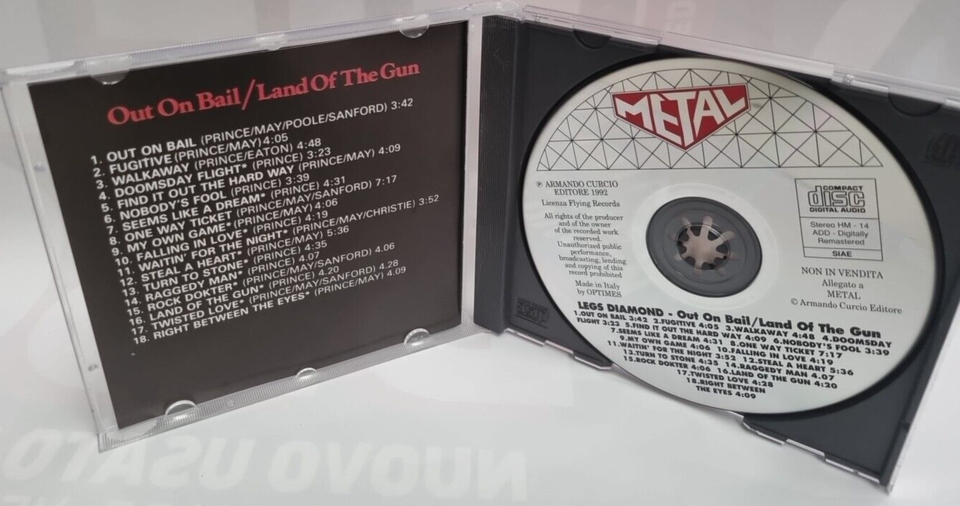 Out On Bail/Land Of The Gun
1. OUT ON BAIL (PRINCE/MAY/POOLE/SANFORD) 3:42
2. FUGITIVE (PRINCE/MAY) 4:05
3. WALKAWAY (PRINCE/EATON) 4:48
4. DOOMSDAY FLIGHT* (PRINCE) 3:23
5. FIND IT OUT THE HARD WAY (PRINCE/MAY) 4:09
6. NOBODY'S FOOL (PRINCE) 3:39
7. SEEMS LIKE A DREAM* (PRINCE) 4:31
8. ONE WAY TICKET (PRINCE/MAY/SANFORD) 7:17
9. MY OWN GAME* (PRINCE/MAY) 4:06
10. FALLING IN LOVE* (PRINCE) 4:19
11. WAITIN' FOR THE NIGHT* (PRINCE/MAY/CHRISTIE) 3:52
12. STEAL A HEART* (PRINCE/MAY) 5:36
13. TURN TO STONE* (PRINCE) 4:35
14. RAGGEDY MAN* (PRINCE) 4.07
15. ROCK DOKTER* (PRINCE/MAY/SANFORD) 4.06
16. LAND OF THE GUN* (PRINCE) 4.20
17. TWISTED LOVE* (PRINCE/MAY/SANFORD) 4.28
18. RIGHT BETWEEN THE EYES* (PRINCE/MAY) 4.09
METAL
℗ ARMANDO CURCIO
EDITORE 1992
Licenza Flying Records
All rights of the producer
and of the owner
of the recorded work
reserved.
Unauthorized public
performance,
broadcasting, lending
and copying of this
record prohibited
Made in Italy
by OPTIMES
COMPACT
disc
DIGITAL AUDIO
Stereo HM - 14
ADD - Digitally
Remastered
SIAE
NON IN VENDITA
Allegato a
METAL
© Armando Curcio Editore
LEGS DIAMOND - Out On Bail/Land Of The Gun
1.OUT ON BAIL 3:42 2.FUGITIVE 4:05 3.WALKAWAY 4:48 4.DOOMSDAY
FLIGHT 3:23 5.FIND IT OUT THE HARD WAY 4:09 6.NOBODY'S FOOL 3:39
7.SEEMS LIKE A DREAM 4:31 8.ONE WAY TICKET 7:17
9.MY OWN GAME 4:06 10.FALLING IN LOVE 4:19
11.WAITIN' FOR THE NIGHT 3:52 12.STEAL A HEART 5:36
13.TURN TO STONE 4:35 14.RAGGEDY MAN 4:07
15.ROCK DOKTER 4:06 16.LAND OF THE GUN 4:20
17.TWISTED LOVE 4:28
18.RIGHT BETWEEN
THE EYES 4:09
NUOVO USATO